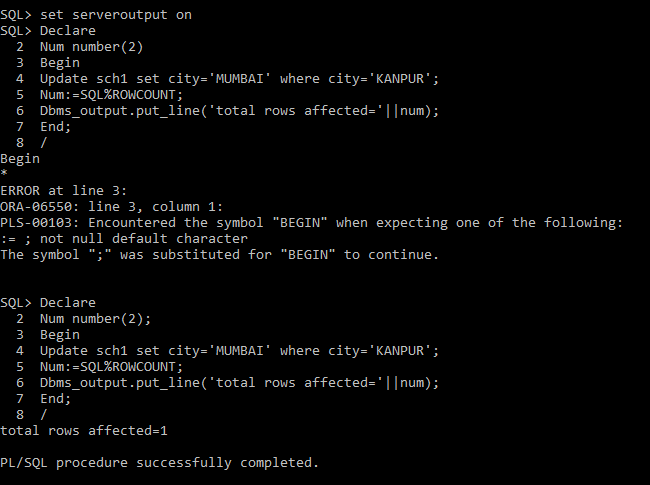 SQL> set serveroutput on
SQL> Declare
  2  Num number(2)
  3  Begin
  4  Update sch1 set city='MUMBAI' where city='KANPUR';
  5  Num:=SQL%ROWCOUNT;
  6  Dbms_output.put_line('total rows affected='||num);
  7  End;
  8  /
Begin
*
ERROR at line 3:
ORA-06550: line 3, column 1:
PLS-00103: Encountered the symbol "BEGIN" when expecting one of the following:
:= ; not null default character
The symbol ";" was substituted for "BEGIN" to continue.
SQL> Declare
  2  Num number(2);
  3  Begin
  4  Update sch1 set city='MUMBAI' where city='KANPUR';
  5  Num:=SQL%ROWCOUNT;
  6  Dbms_output.put_line('total rows affected='||num);
  7  End;
  8  /
total rows affected=1
PL/SQL procedure successfully completed.